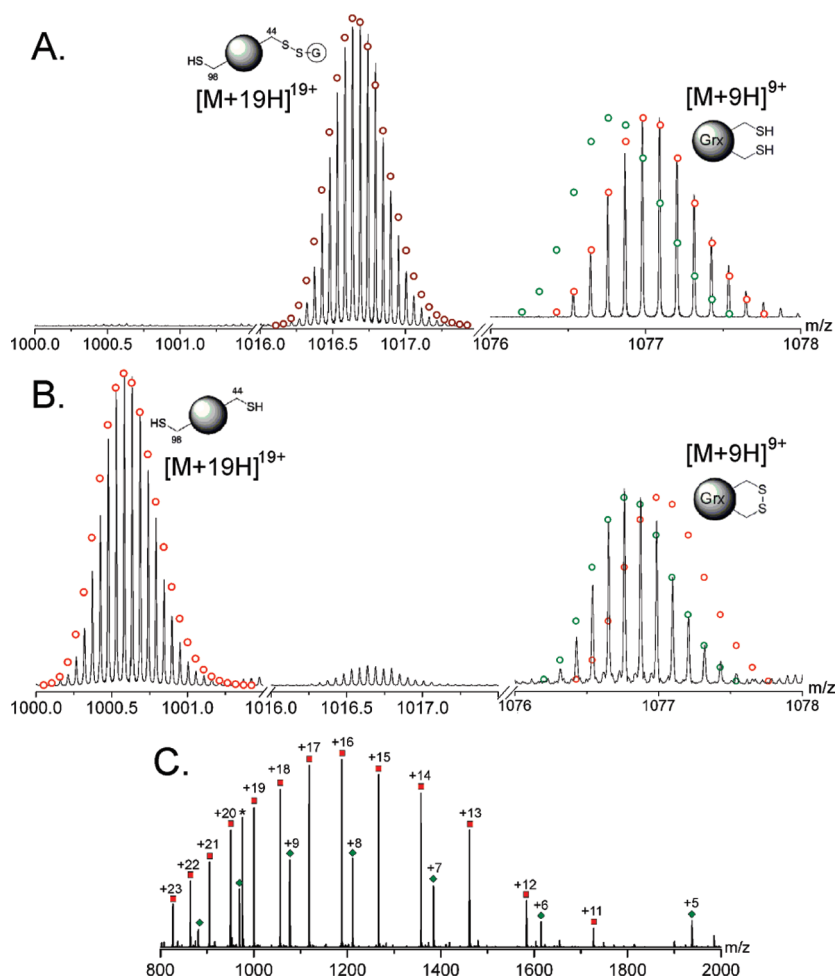 A.
HS
98
44
S
S
G
[M+19H]19+
[M+9H]9+
Grx
SH
SH
1000.0 1000.5 1001.0 1016.0 1016.5 1017.0 1076 1077 1078
m/z
B.
HS
98
44
SH
[M+19H]19+
[M+9H]9+
Grx
S
S
1000.0 1000.5 1001.0 1016.0 1017.0 1076 1077 1078
m/z
C.
+23 +22 +21 +20 * +19 +18 +17 +16 +15 +14 +13 +12 +11
+9 +8 +7 +6 +5
800 1000 1200 1400 1600 1800 2000
m/z